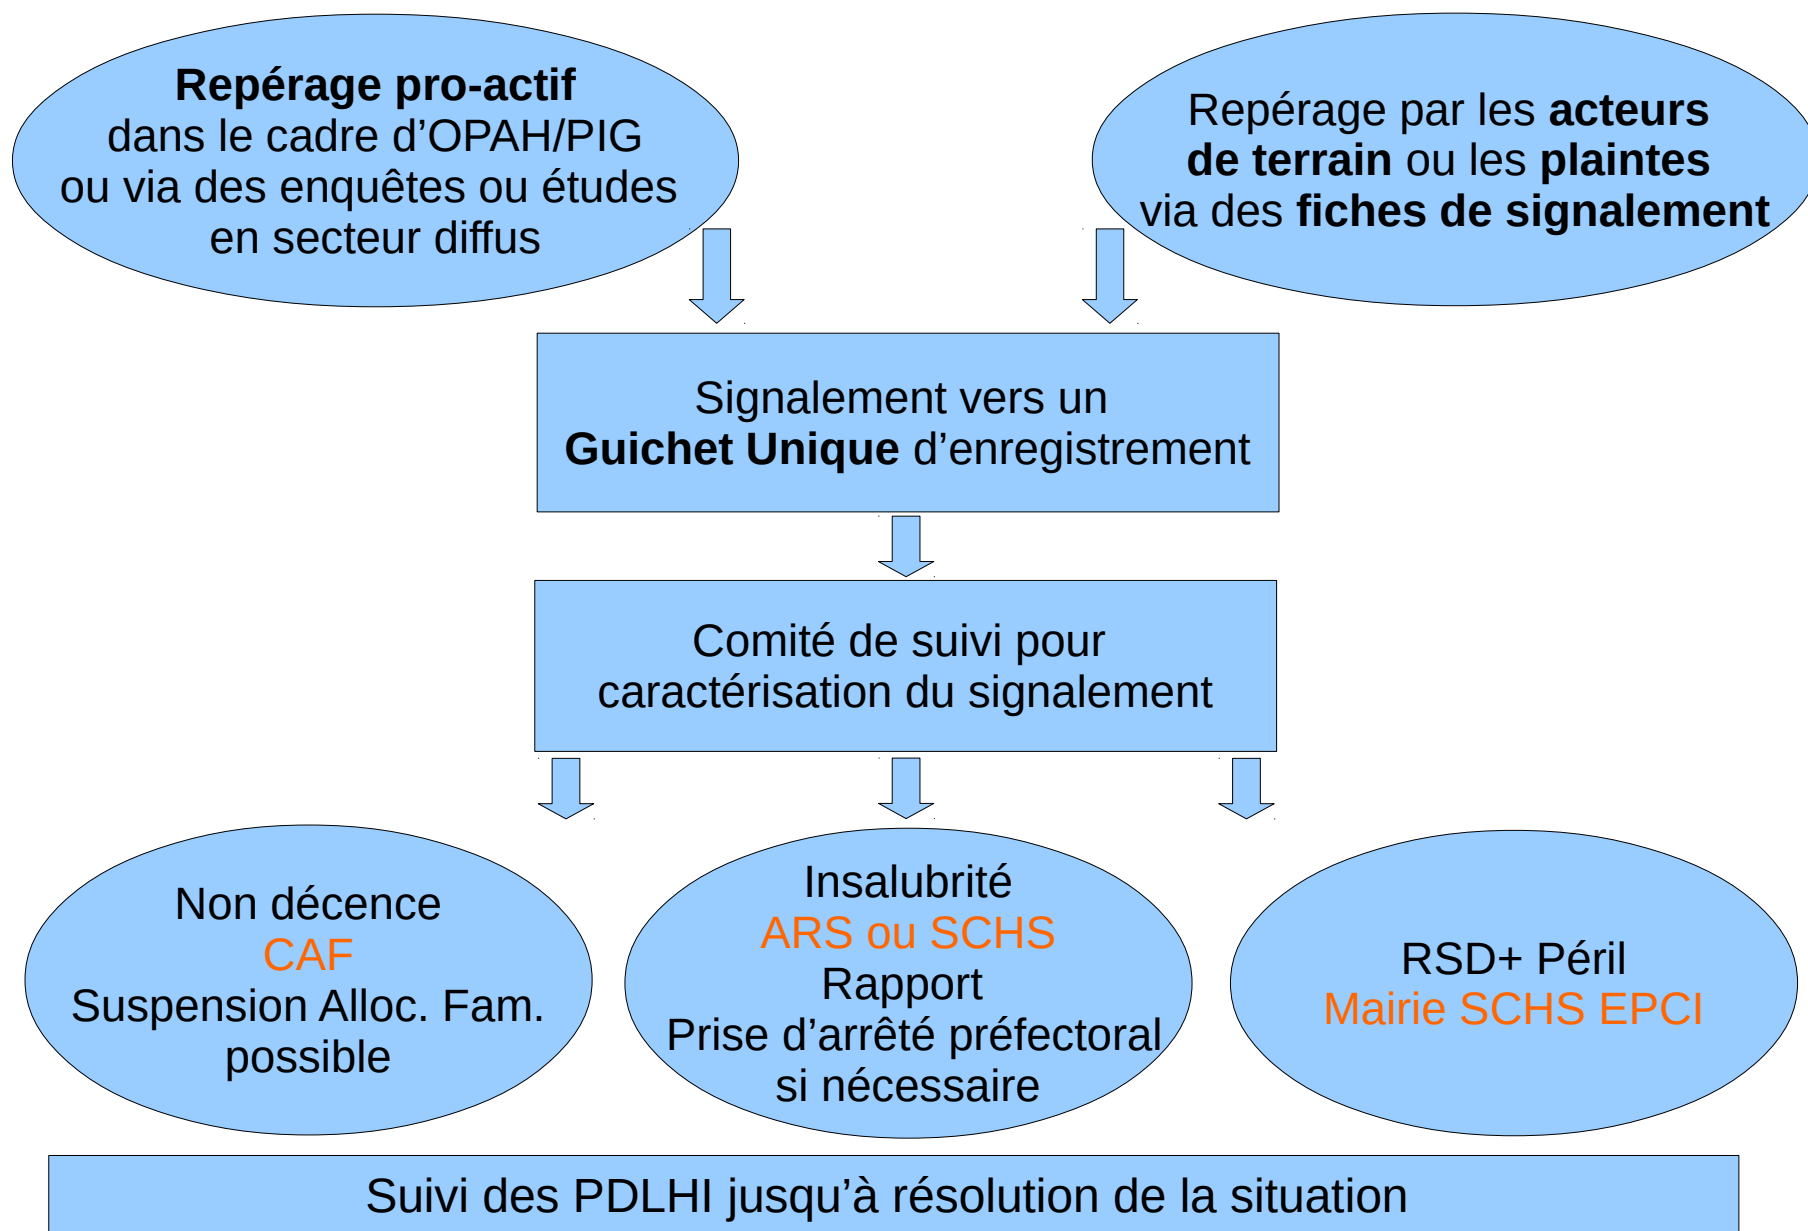 Repérage pro-actif
dans le cadre d’OPAH/PIG
ou via des enquêtes ou études
en secteur diffus
Repérage par les acteurs
de terrain ou les plaintes
via des fiches de signalement
Signalement vers un
Guichet Unique d’enregistrement
Comité de suivi pour
caractérisation du signalement
Non décence
CAF
Suspension Alloc. Fam.
possible
Insalubrité
ARS ou SCHS
Rapport
Prise d’arrêté préfectoral
si nécessaire
RSD+ Péril
Mairie SCHS EPCI
Suivi des PDLHI jusqu’à résolution de la situation